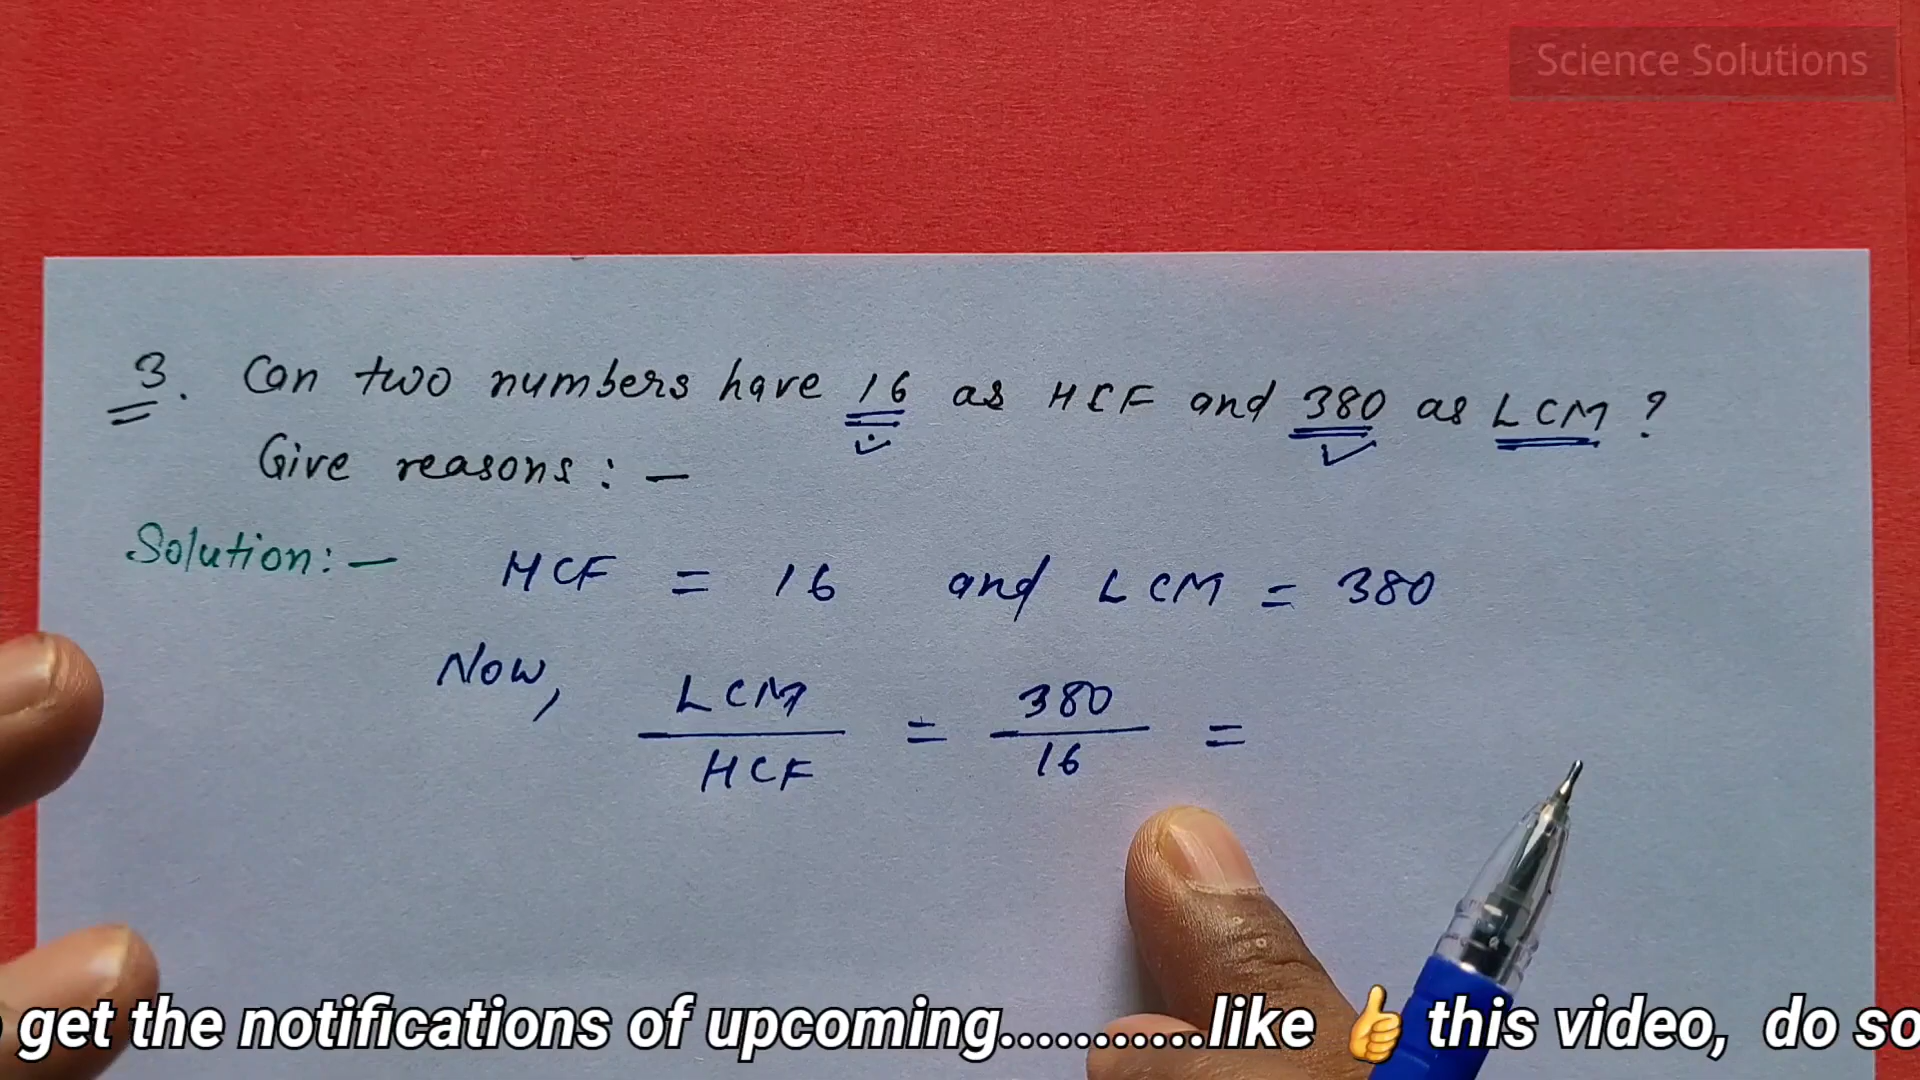 Science Solutions
3. Can two numbers have 16 as HCF and 380 as LCM ?
Give reasons : —
Solution: — HCF = 16 and LCM = 380
Now, LCM / HCF = 380 / 16 =
get the notifications of upcoming...........like 👍 this video, do so